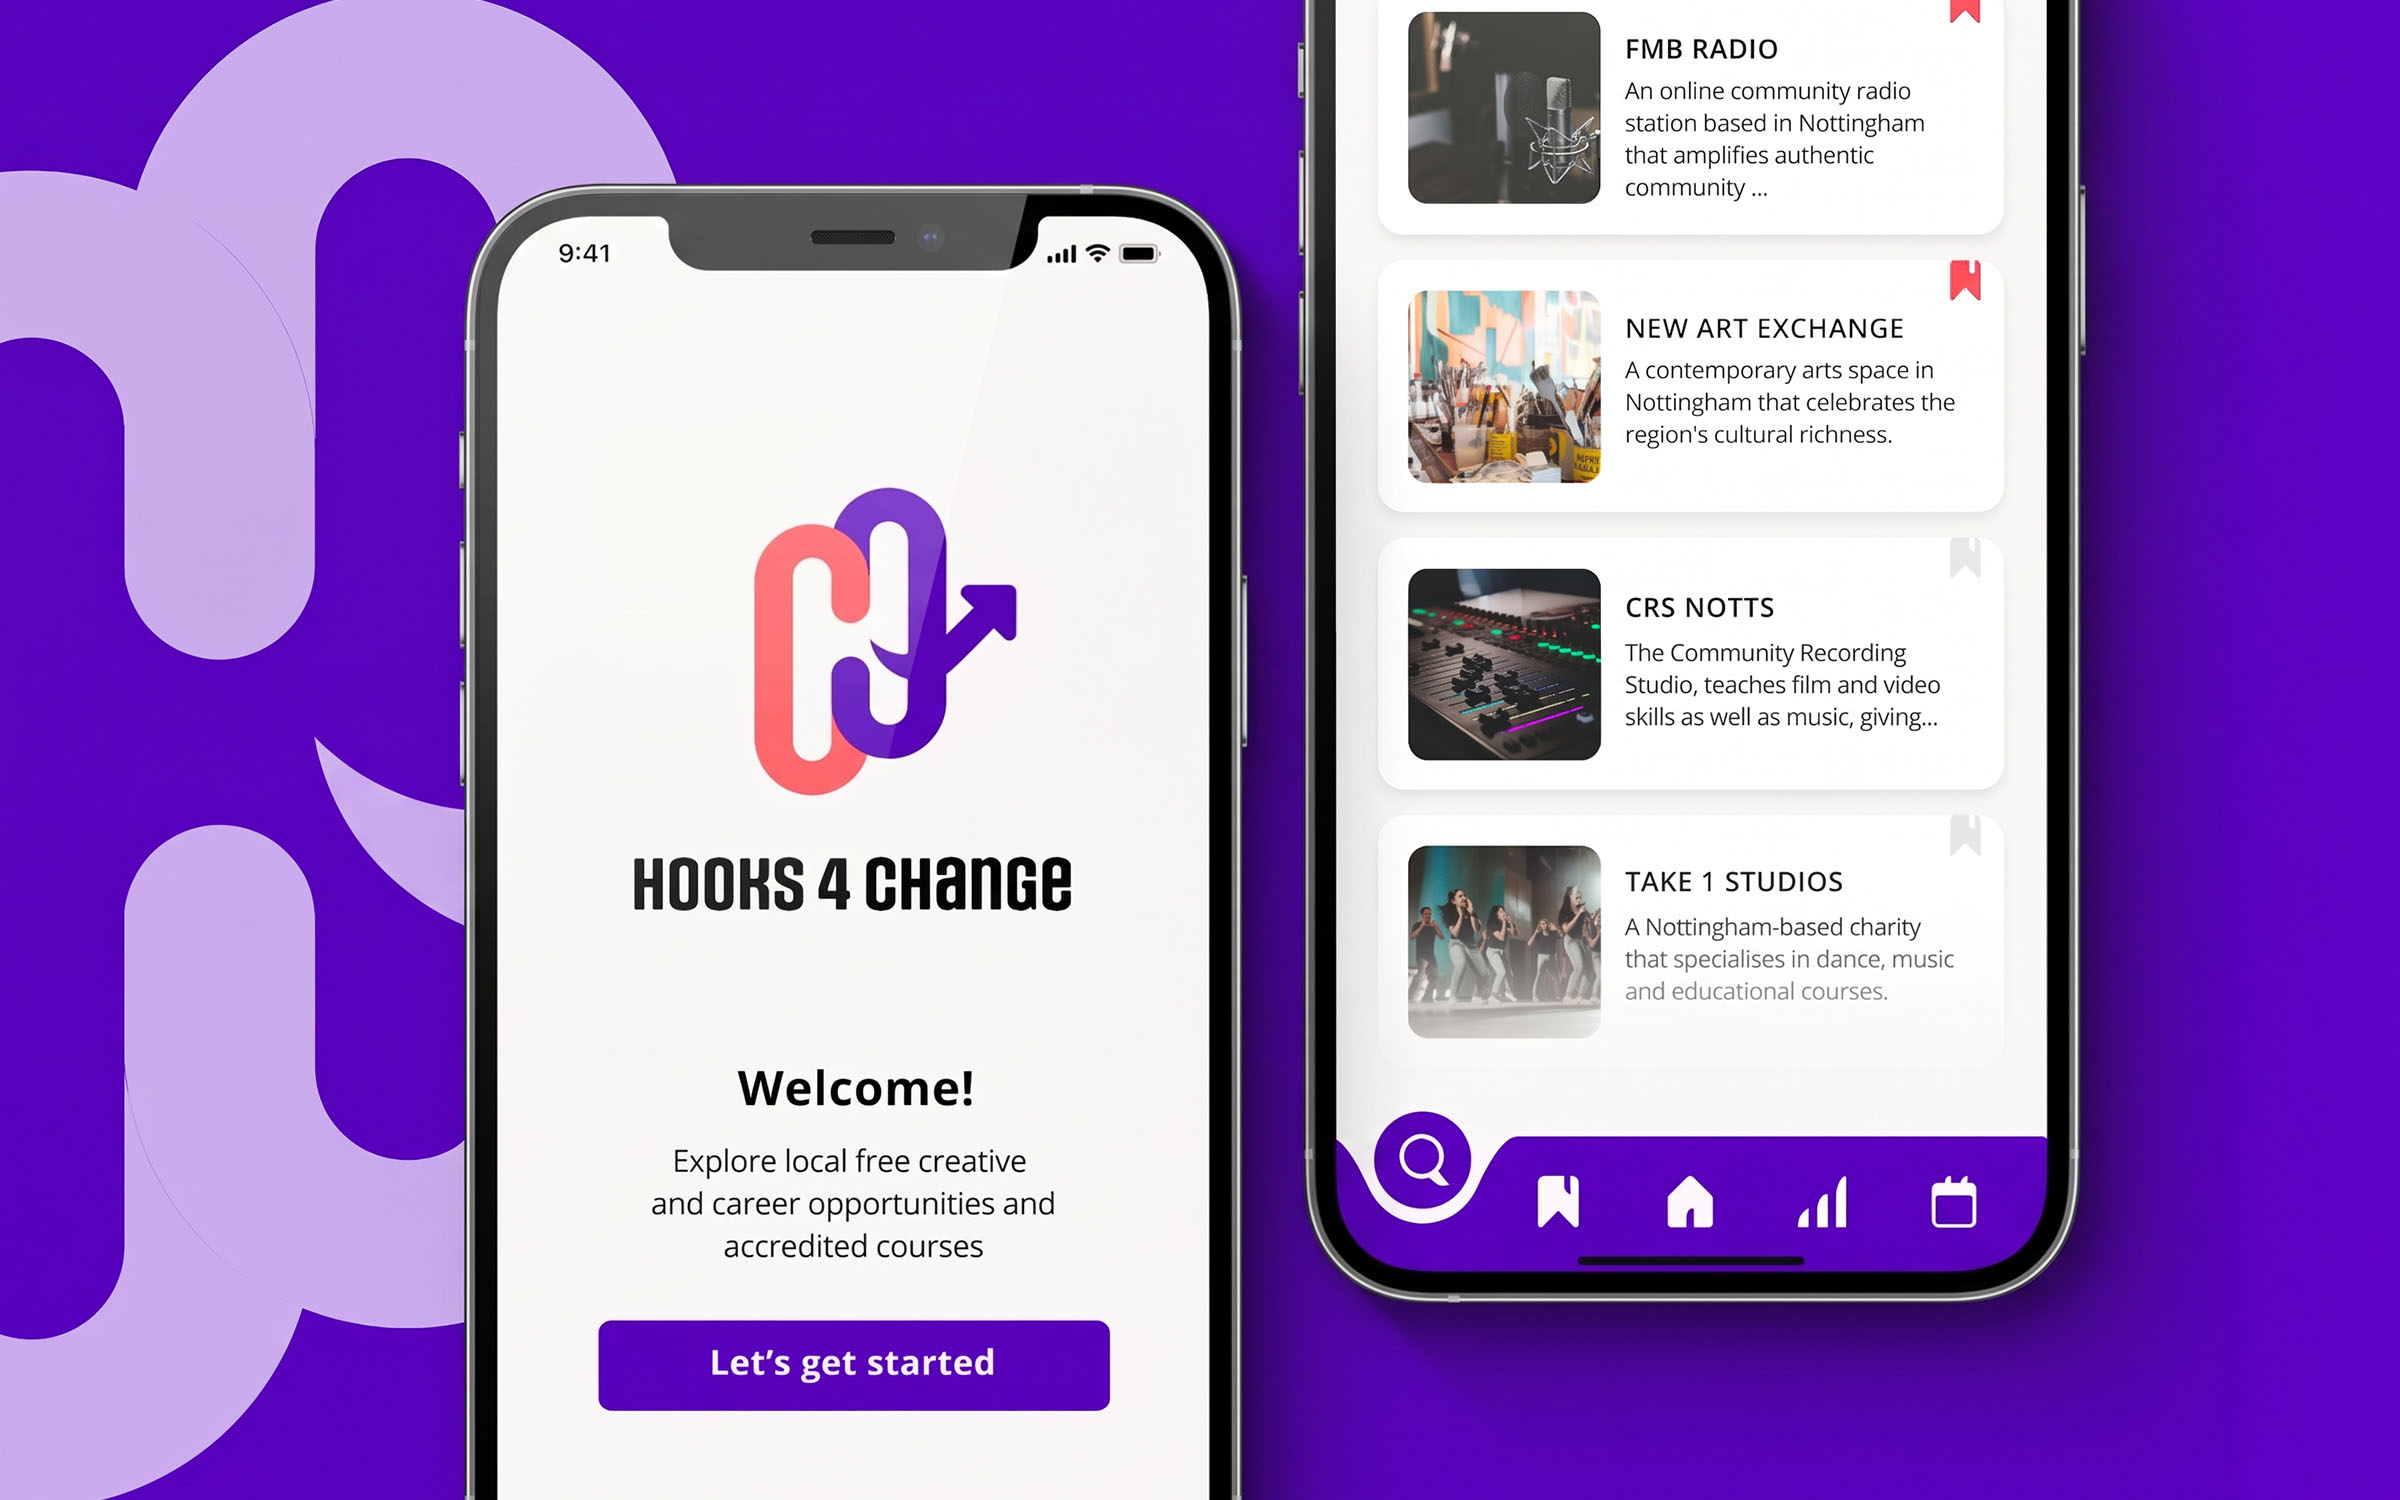 9:41
HOOKS 4 CHANGE
Welcome!
Explore local free creative
and career opportunities and
accredited courses
Let's get started
FMB RADIO
An online community radio
station based in Nottingham
that amplifies authentic
community ...
NEW ART EXCHANGE
A contemporary arts space in
Nottingham that celebrates the
region's cultural richness.
CRS NOTTS
The Community Recording
Studio, teaches film and video
skills as well as music, giving...
TAKE 1 STUDIOS
A Nottingham-based charity
that specialises in dance, music
and educational courses.